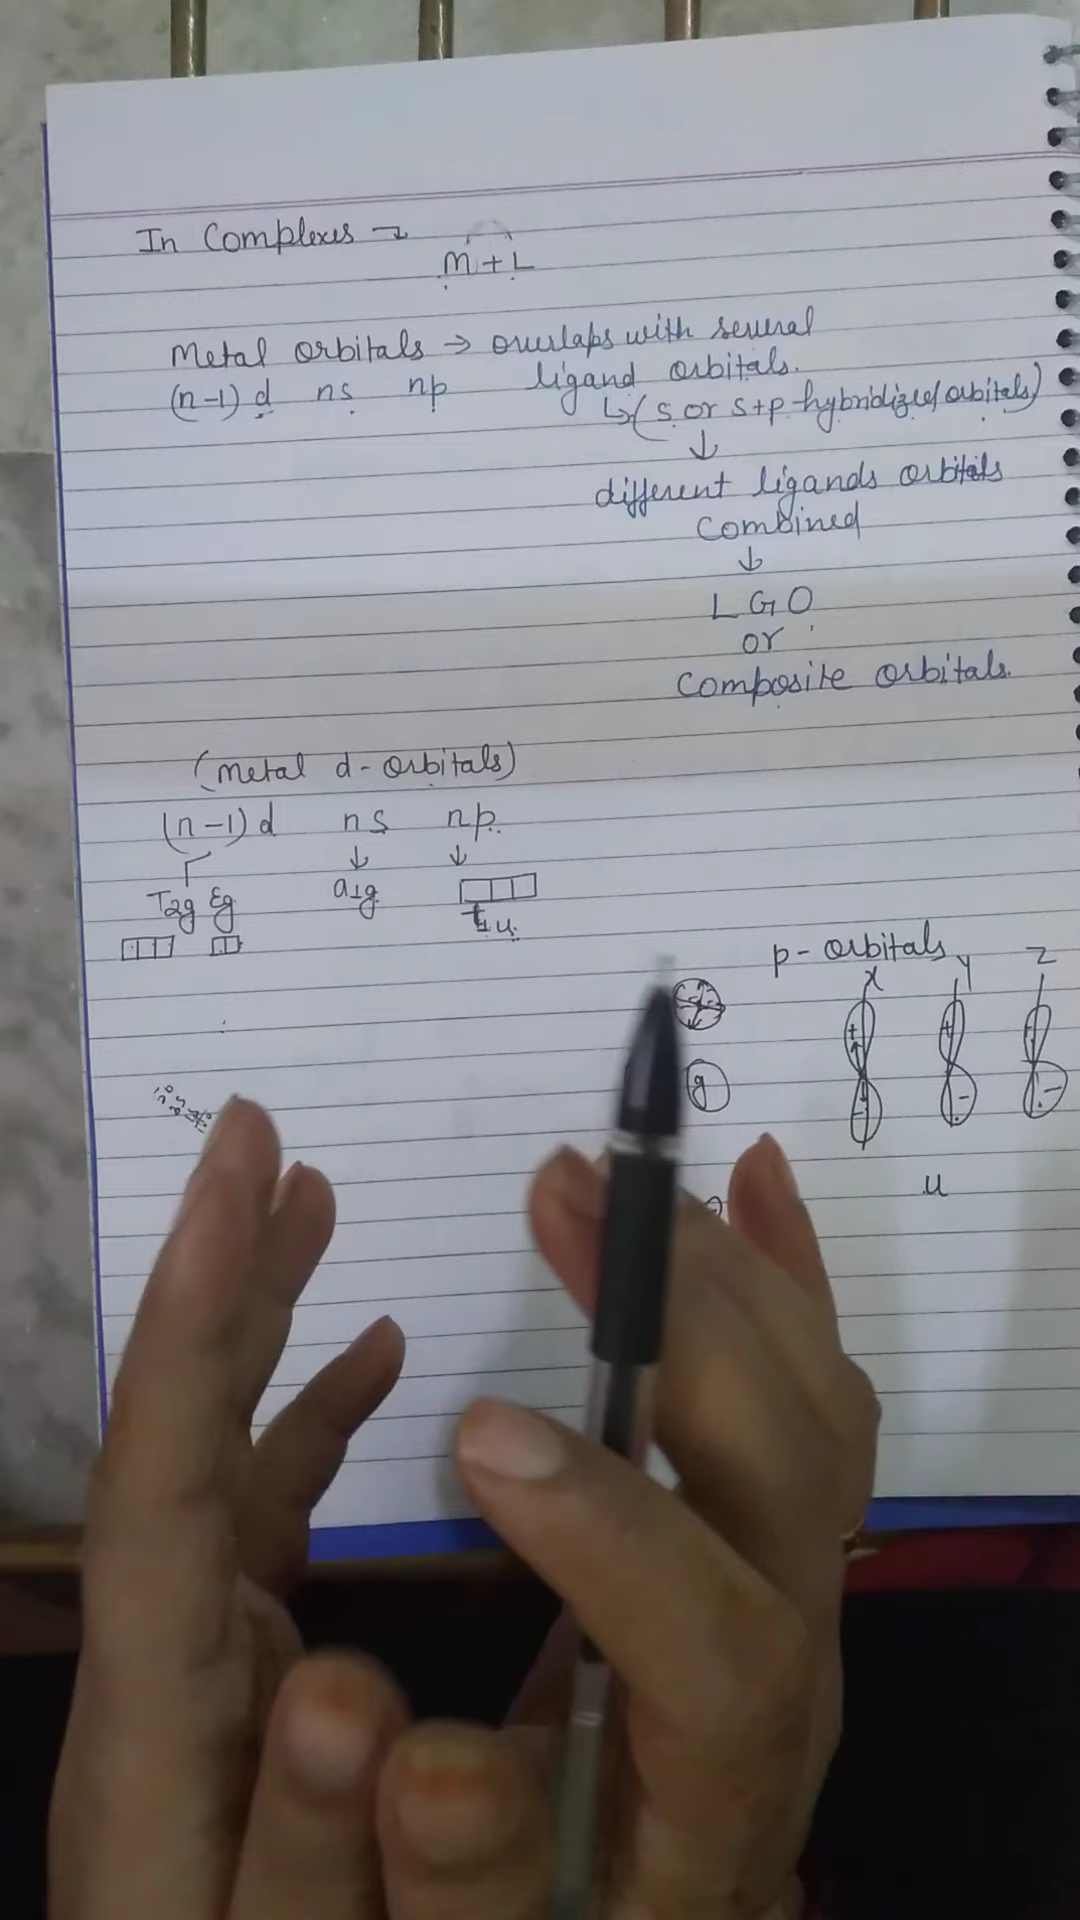 In Complexes →
M + L
Metal orbitals → overlaps with several
ligand orbitals.
(n-1) d ns np
↳ (s or s+p hybridized orbitals)
↓
different ligands orbitals
Combined
↓
L G O
or
Composite orbitals.
(Metal d-orbitals)
(n-1) d ns np
↓ ↓
T2g Eg a1g
t1u
p-orbitals
x y z
+ + +
g
- - -
u